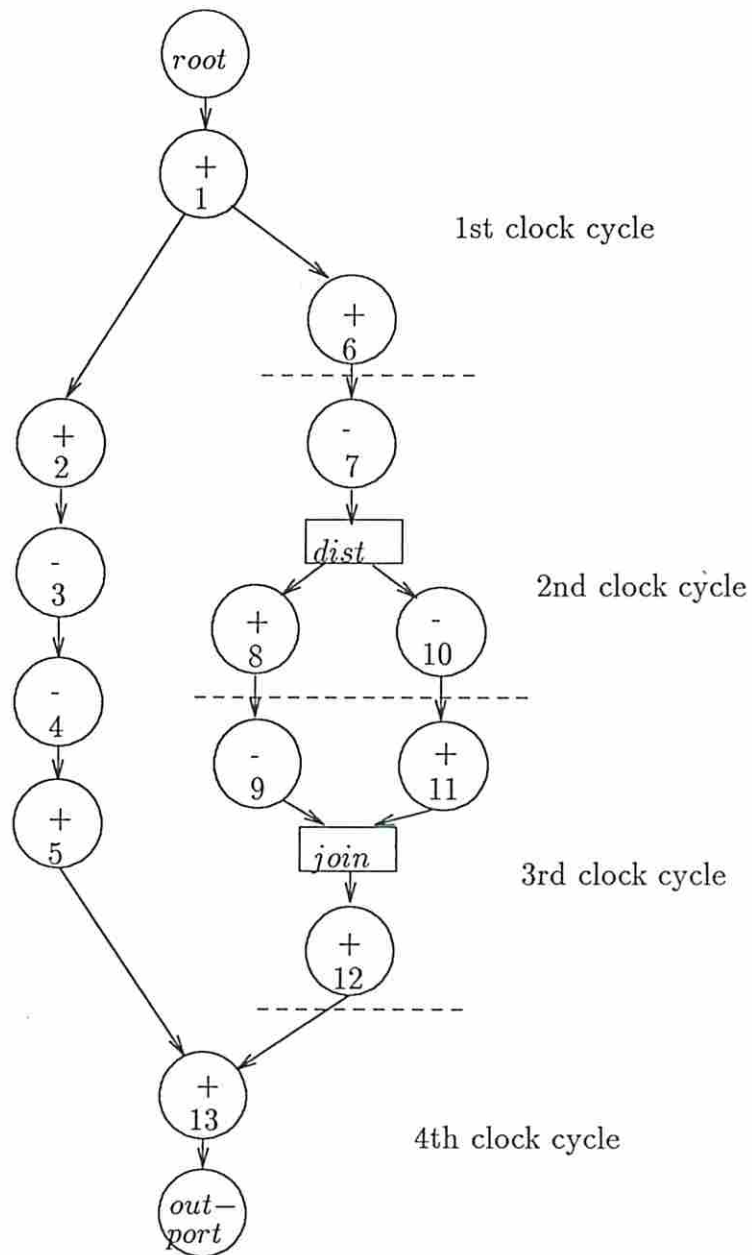 root
+
1
1st clock cycle
+
6
+
2
-
7
dist
-
3
2nd clock cycle
+
8
-
10
-
4
-
9
+
11
+
5
join
3rd clock cycle
+
12
+
13
4th clock cycle
out-
port